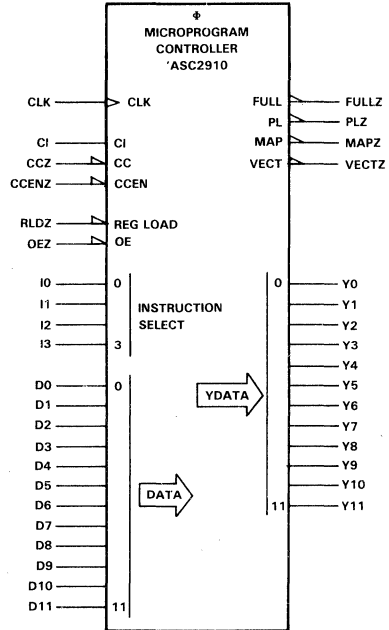 Φ
MICROPROGRAM
CONTROLLER
'ASC2910
CLK CLK FULL FULLZ
PL PLZ
CI CI MAP MAPZ
CCZ CC VECT VECTZ
CCENZ CCEN
RLDZ REG LOAD
OEZ OE
I0 0 0 Y0
I1 INSTRUCTION Y1
I2 SELECT Y2
I3 3 Y3
Y4
D0 0 Y5
D1 YDATA Y6
D2 Y7
D3 Y8
D4 Y9
D5 Y10
D6 DATA 11 Y11
D7
D8
D9
D10
D11 11